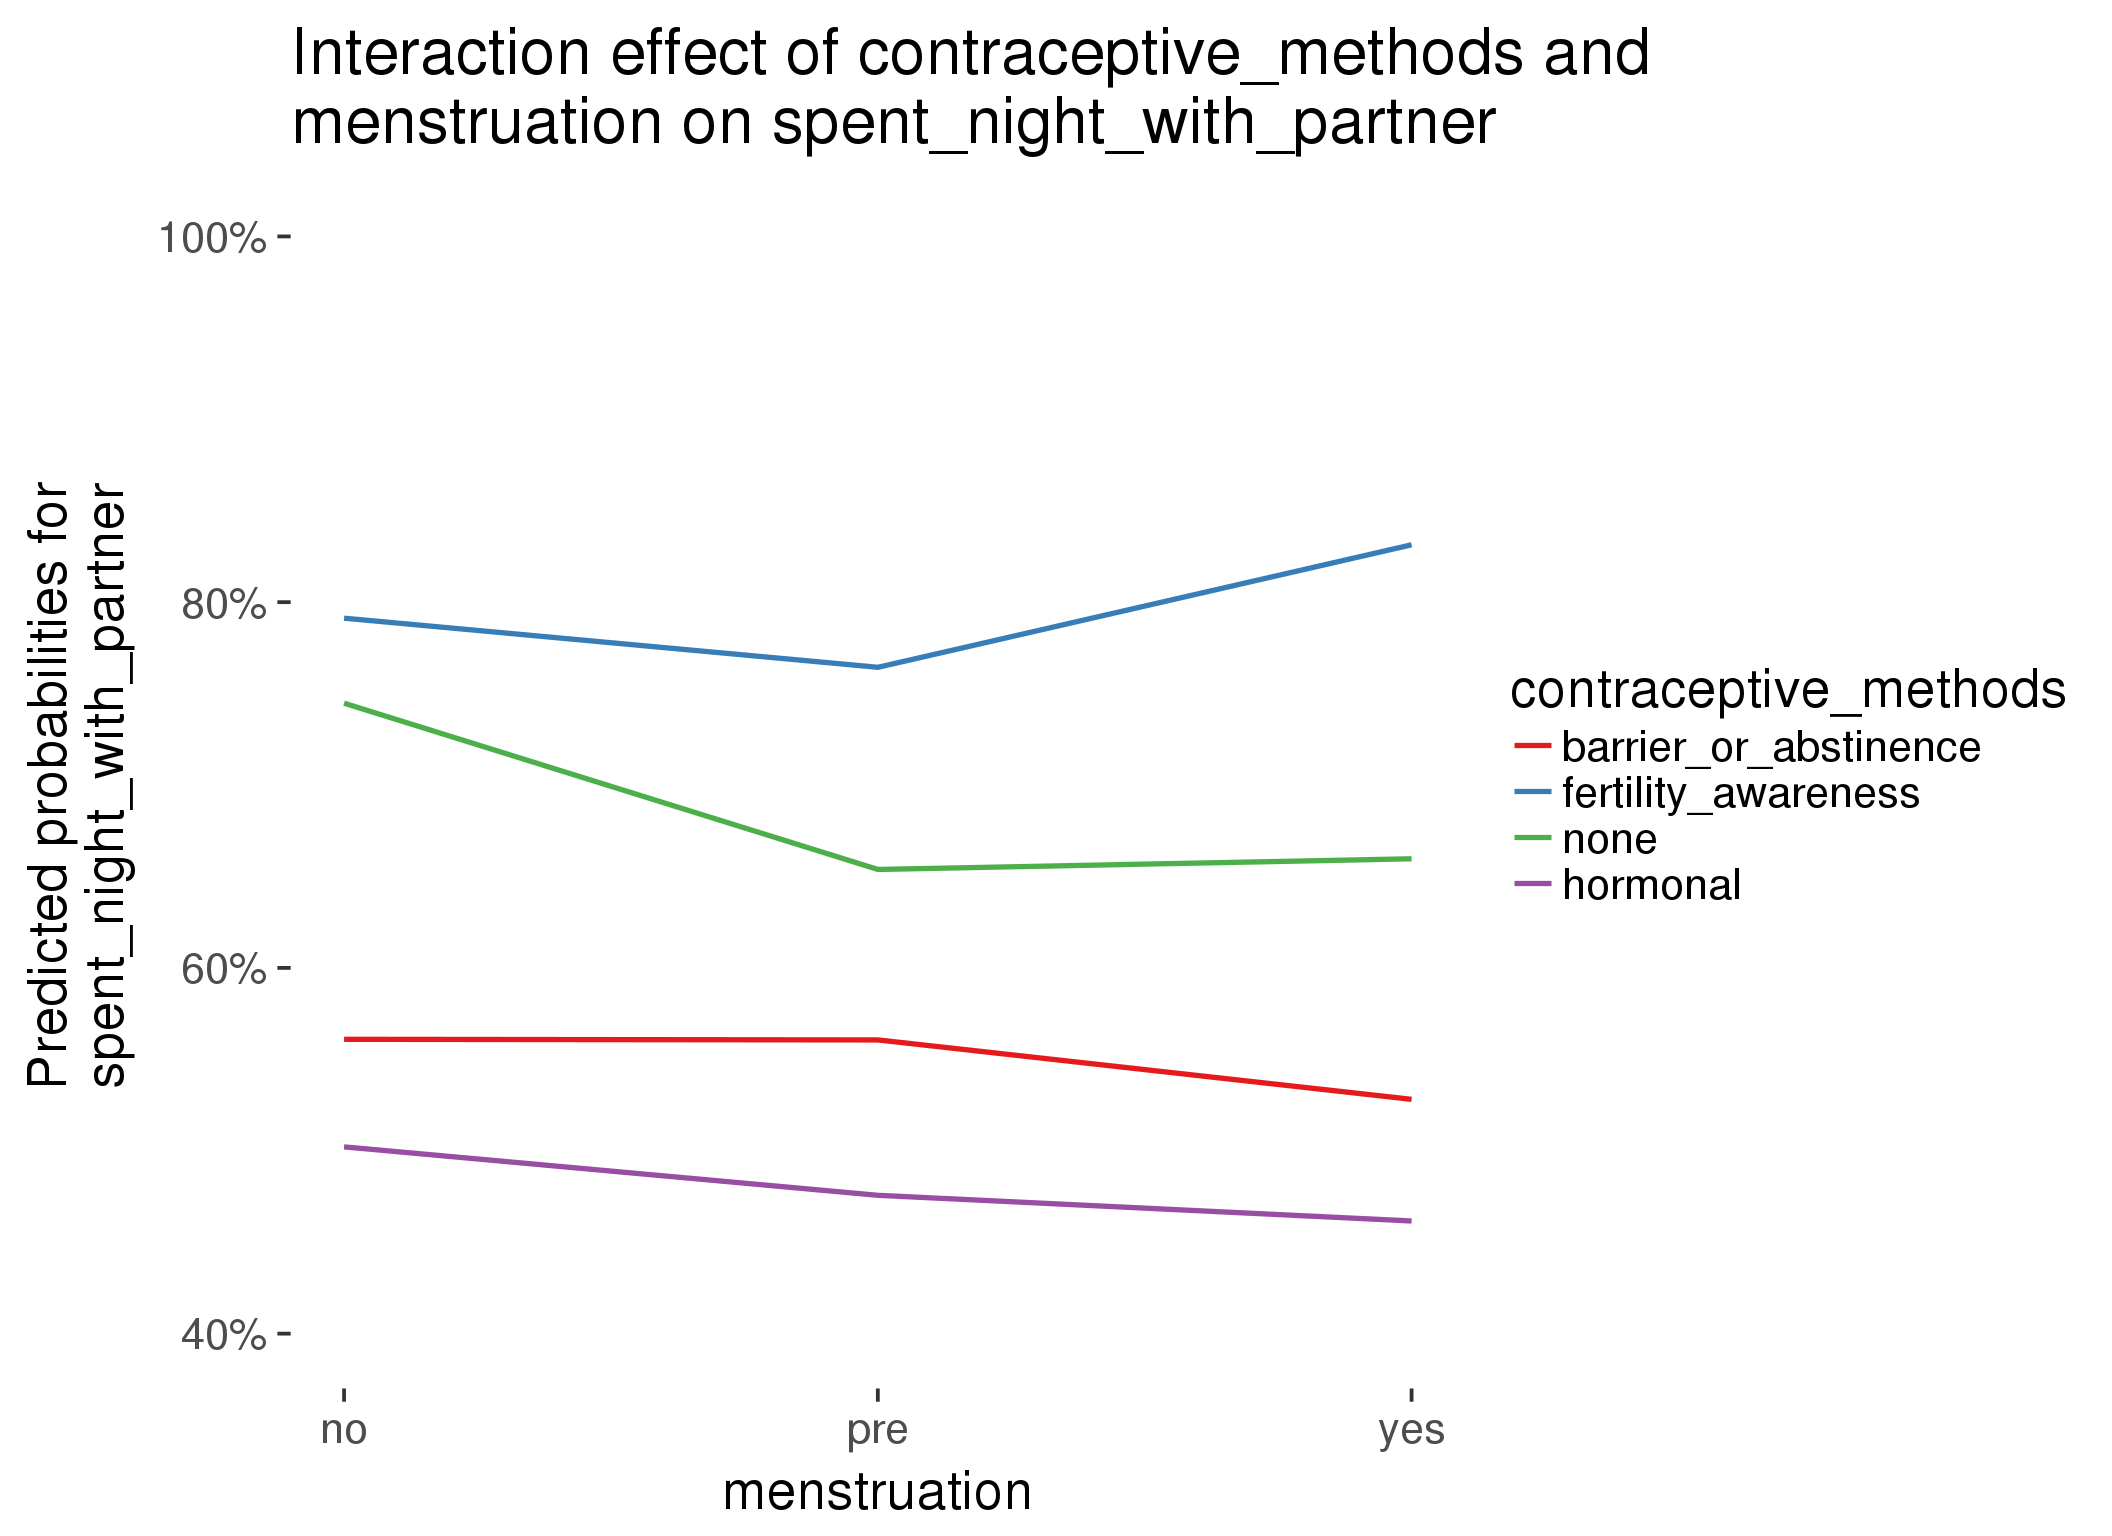 Interaction effect of contraceptive_methods and
menstruation on spent_night_with_partner
Predicted probabilities for
spent_night_with_partner
100%
80%
60%
40%
no
pre
yes
menstruation
contraceptive_methods
barrier_or_abstinence
fertility_awareness
none
hormonal